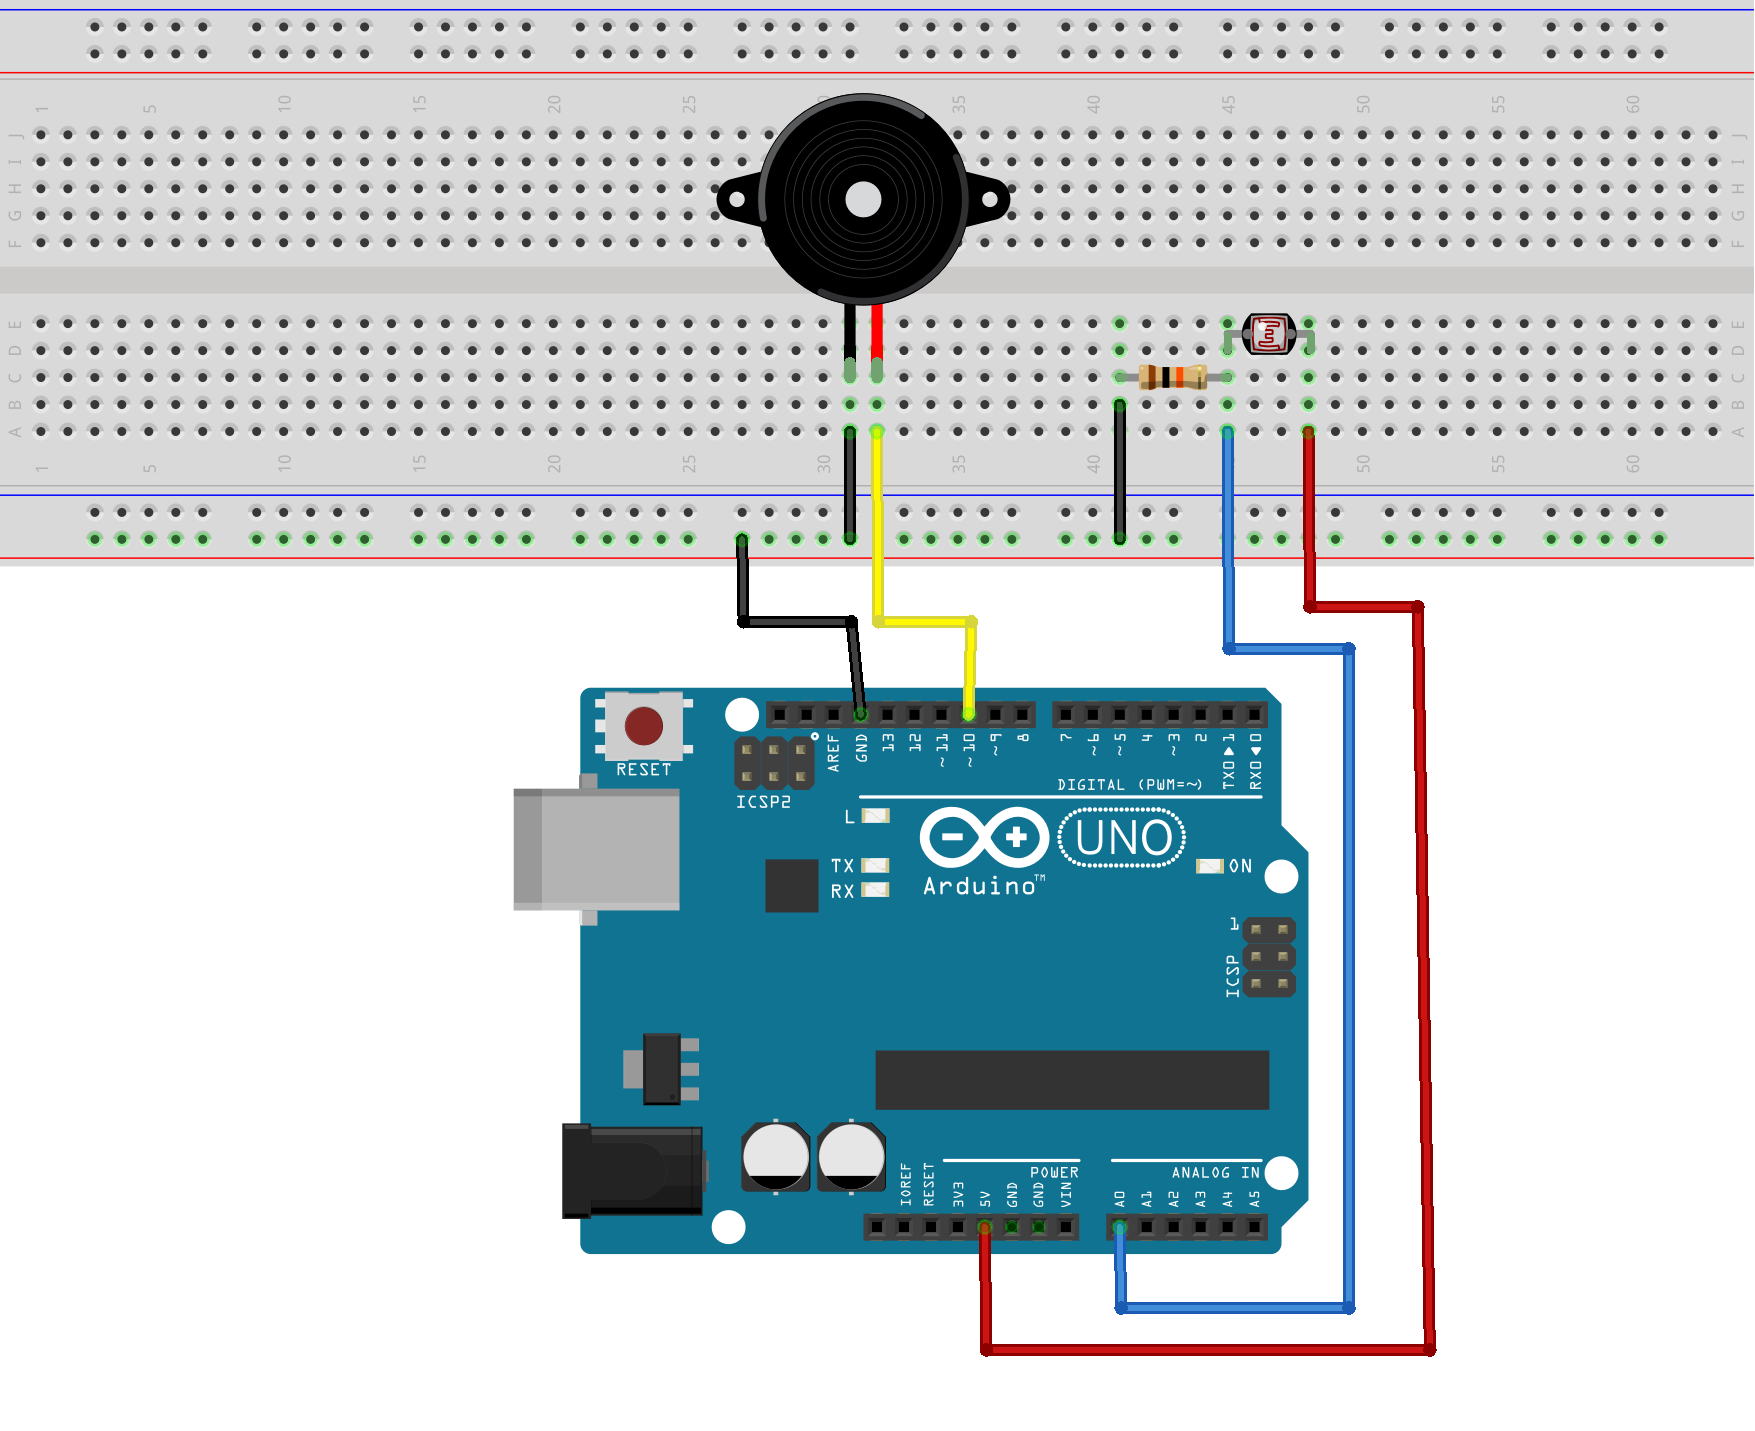 1 5 10 15 20 25 30 35 40 45 50 55 60
J J
I I
H H
G G
F F
E E
D D
C C
B B
A A
1 5 10 15 20 25 30 35 40 45 50 55 60
RESET
AREF GND 13 12 ~11 ~10 ~9 8 7 ~6 ~5 4 ~3 2 TX0▶1 RX0◀0
DIGITAL (PWM=~)
ICSP2
L
TX
RX
UNO
Arduino™
ON
1
ICSP
POWER
ANALOG IN
IOREF RESET 3V3 5V GND GND VIN A0 A1 A2 A3 A4 A5